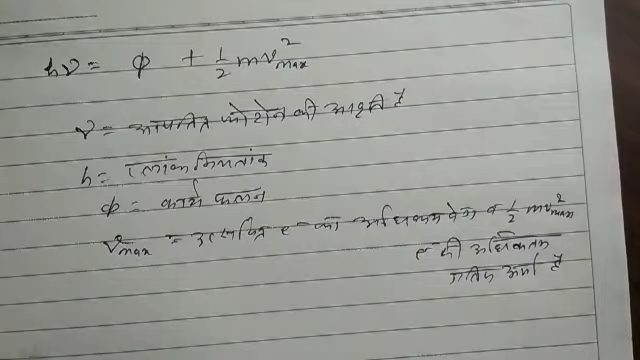 hν = ϕ + 1/2 mv²max
ν = आपतित फोटोन की आवृति है
h = प्लांक नियतांक
ϕ = कार्य फलन
vmax = उत्सर्जित e⁻ का अधिकतम वेग व 1/2 mv²max
e⁻ की अधिकतम
गतिज ऊर्जा है